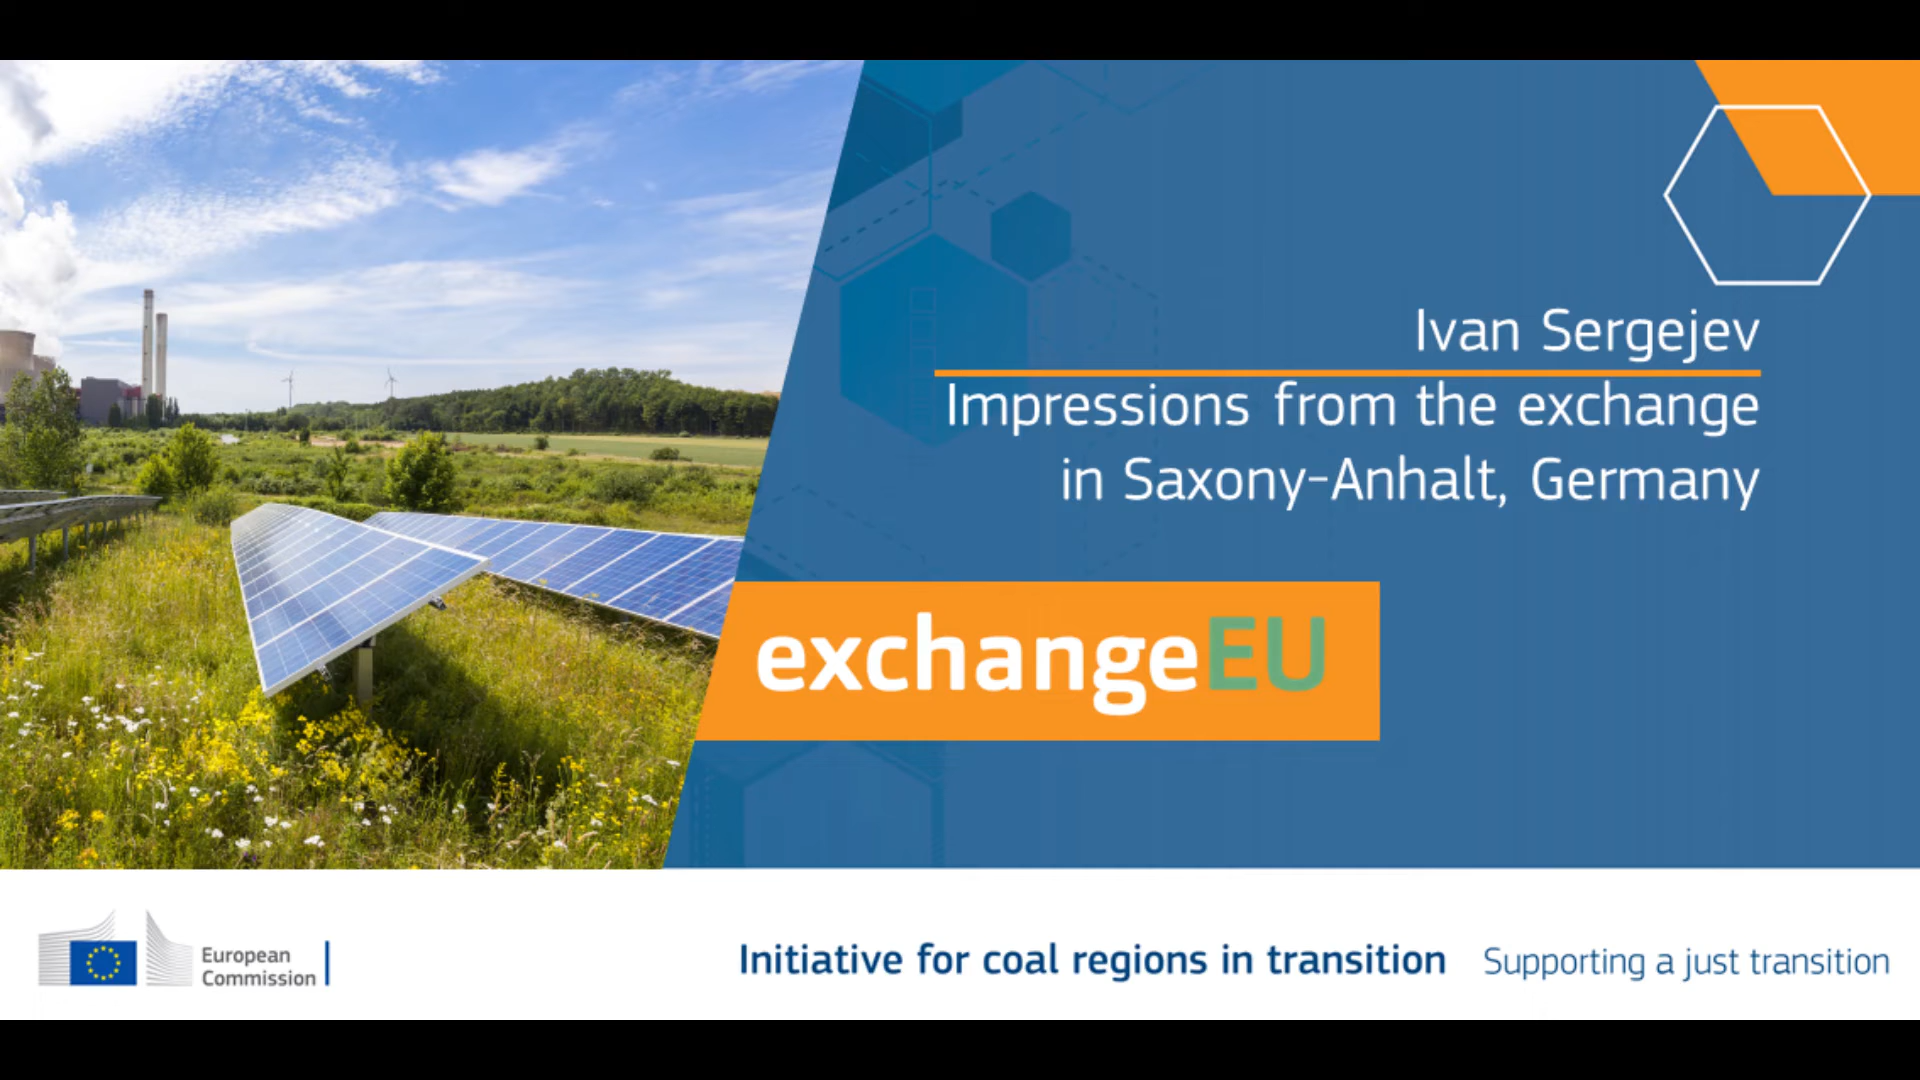 Ivan Sergejev
Impressions from the exchange
in Saxony-Anhalt, Germany
exchangeEU
European
Commission
Initiative for coal regions in transition Supporting a just transition